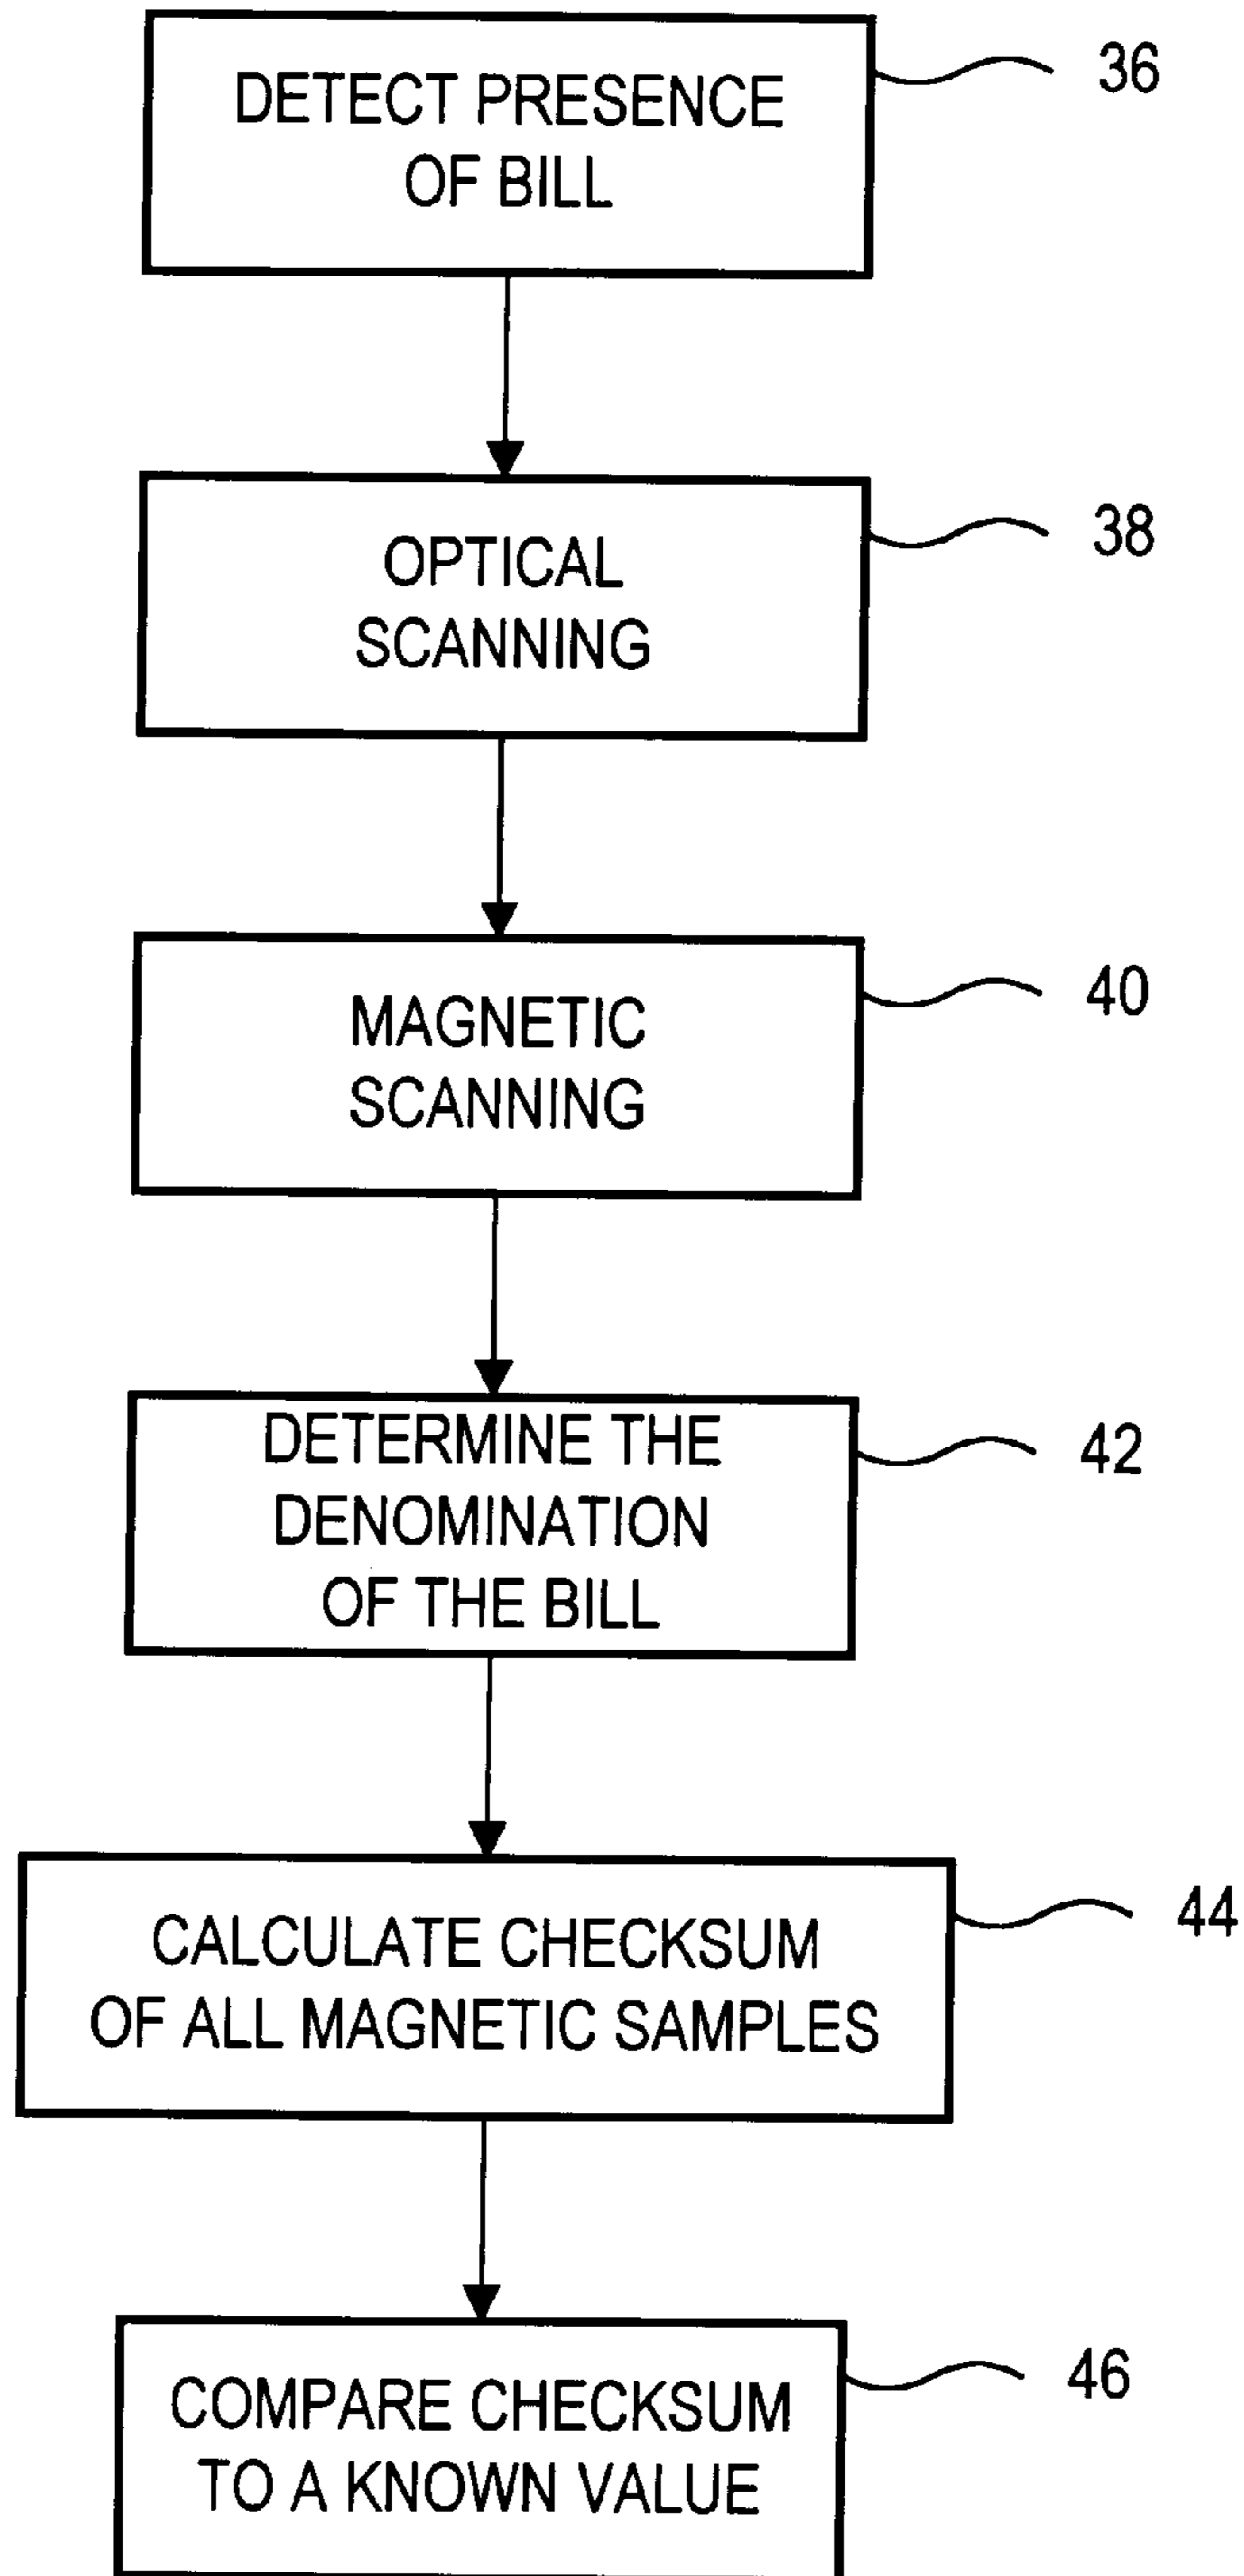 DETECT PRESENCE
OF BILL
36
OPTICAL
SCANNING
38
MAGNETIC
SCANNING
40
DETERMINE THE
DENOMINATION
OF THE BILL
42
CALCULATE CHECKSUM
OF ALL MAGNETIC SAMPLES
44
COMPARE CHECKSUM
TO A KNOWN VALUE
46